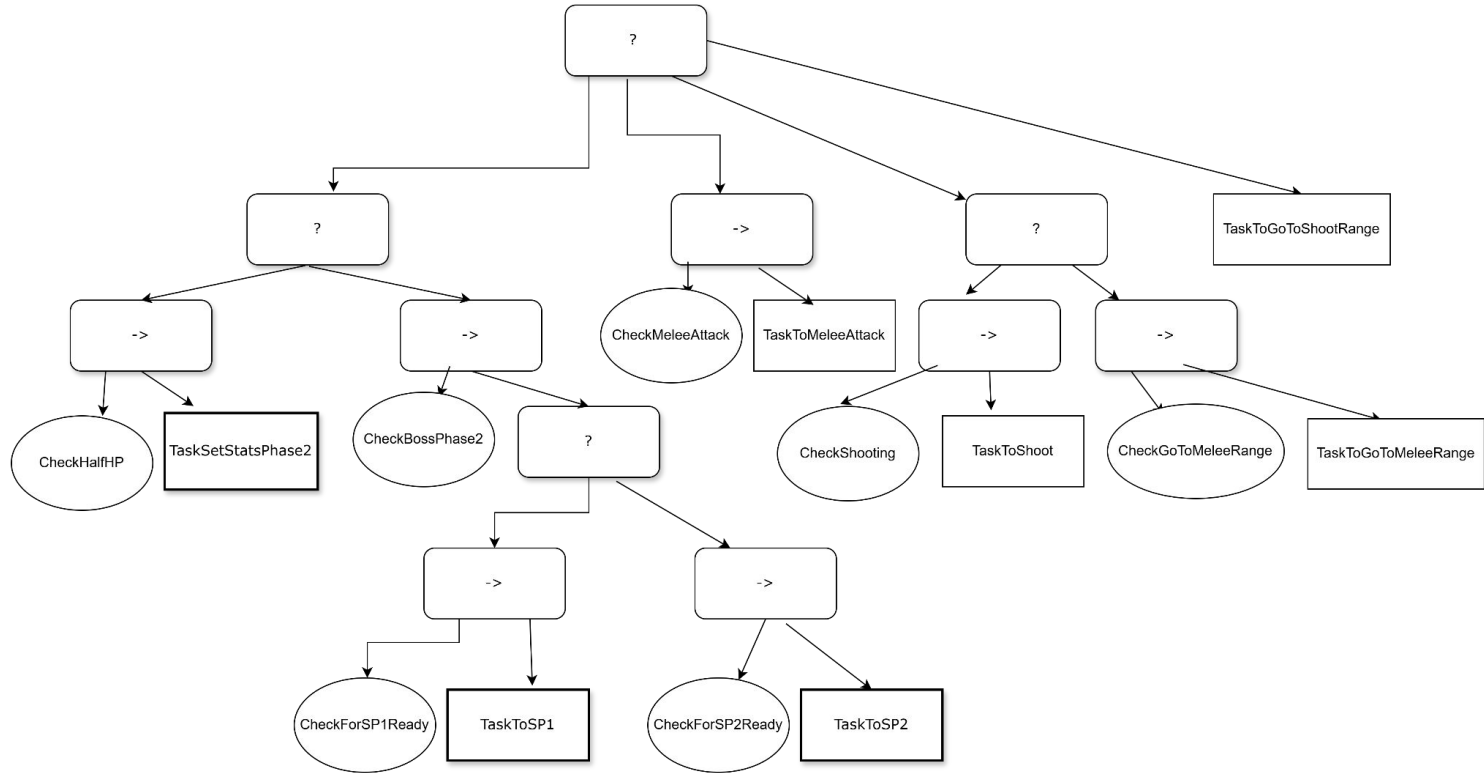 ?
?
->
?
TaskToGoToShootRange
->
->
CheckMeleeAttack
TaskToMeleeAttack
->
->
CheckHalfHP
TaskSetStatsPhase2
CheckBossPhase2
?
CheckShooting
TaskToShoot
CheckGoToMeleeRange
TaskToGoToMeleeRange
->
->
CheckForSP1Ready
TaskToSP1
CheckForSP2Ready
TaskToSP2